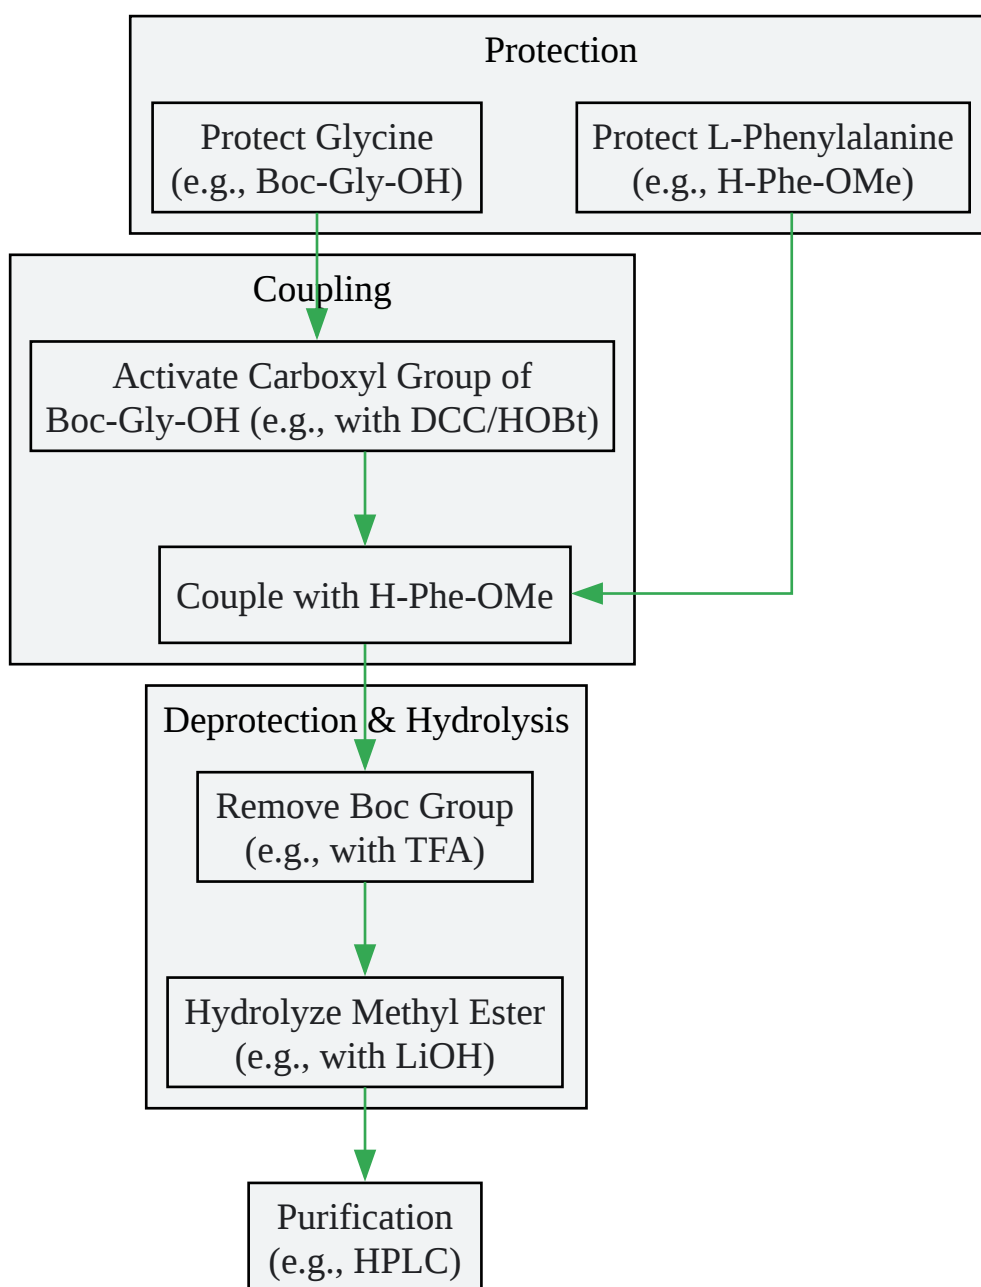 Protection
Protect Glycine
(e.g., Boc-Gly-OH)
Protect L-Phenylalanine
(e.g., H-Phe-OMe)
Coupling
Activate Carboxyl Group of
Boc-Gly-OH (e.g., with DCC/HOBt)
Couple with H-Phe-OMe
Deprotection & Hydrolysis
Remove Boc Group
(e.g., with TFA)
Hydrolyze Methyl Ester
(e.g., with LiOH)
Purification
(e.g., HPLC)